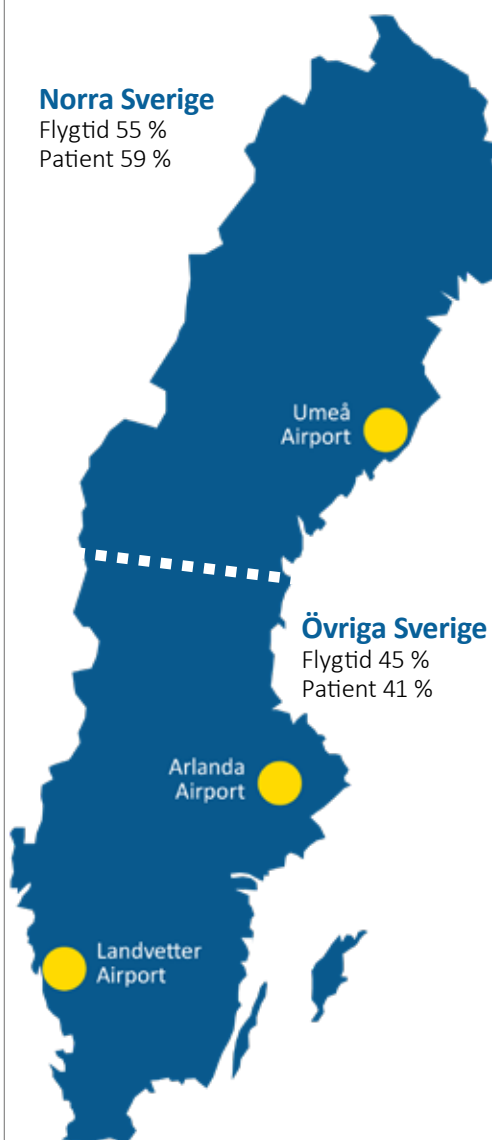 Norra Sverige
Flygtid 55 %
Patient 59 %
Umeå
Airport
Övriga Sverige
Flygtid 45 %
Patient 41 %
Arlanda
Airport
Landvetter
Airport